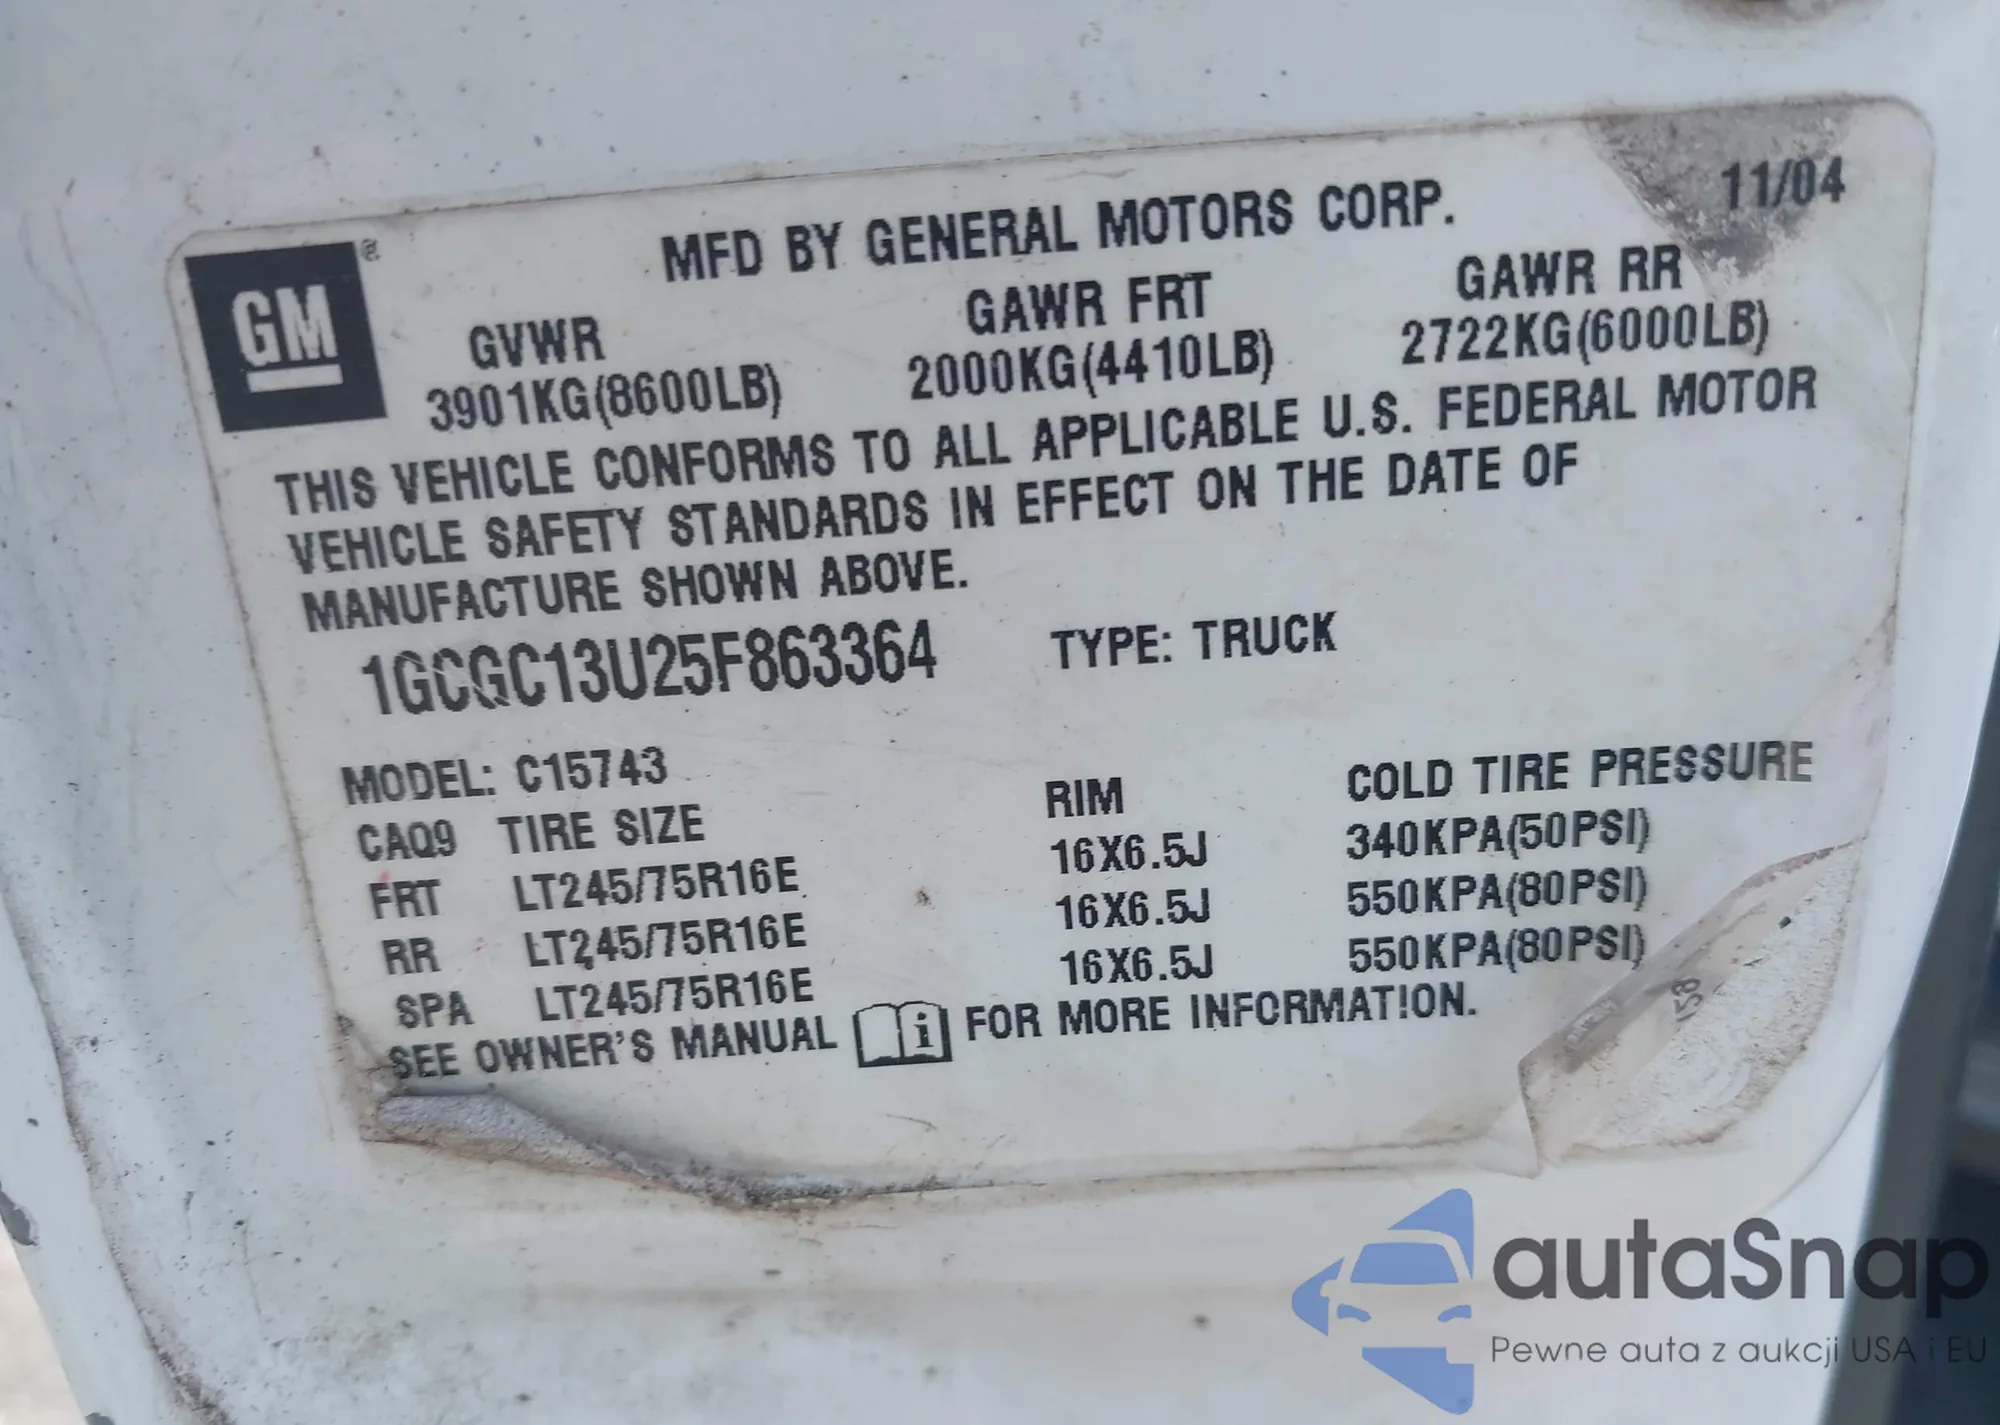 11/04
MFD BY GENERAL MOTORS CORP.
GM ®
GVWR GAWR FRT GAWR RR
3901KG(8600LB) 2000KG(4410LB) 2722KG(6000LB)
THIS VEHICLE CONFORMS TO ALL APPLICABLE U.S. FEDERAL MOTOR
VEHICLE SAFETY STANDARDS IN EFFECT ON THE DATE OF
MANUFACTURE SHOWN ABOVE.
1GCGC13U25F863364 TYPE: TRUCK
MODEL: C15743
CAQ9 TIRE SIZE RIM COLD TIRE PRESSURE
FRT LT245/75R16E 16X6.5J 340KPA(50PSI)
RR LT245/75R16E 16X6.5J 550KPA(80PSI)
SPA LT245/75R16E 16X6.5J 550KPA(80PSI)
SEE OWNER'S MANUAL i FOR MORE INFORMATION.
autaSnap
Pewne auta z aukcji USA i EU